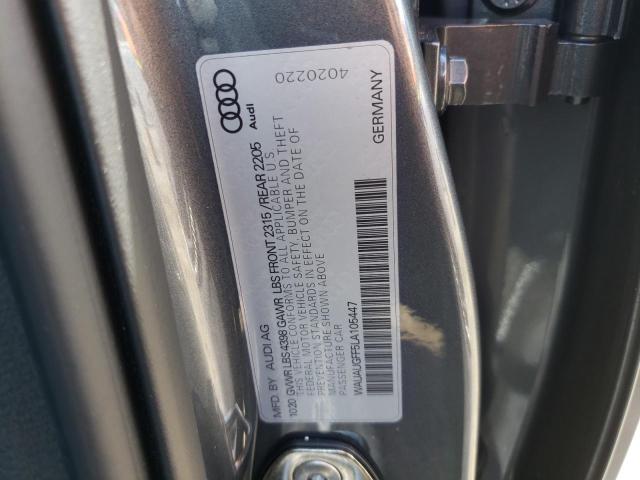 MFD. BY AUDI AG
10.20 GVWR LBS 4398 GAWR LBS FRONT 2315 /REAR 2205
THIS VEHICLE CONFORMS TO ALL APPLICABLE U S
FEDERAL MOTOR VEHICLE SAFETY, BUMPER AND THEFT
PREVENTION STANDARDS IN EFFECT ON THE DATE OF
MANUFACTURE SHOWN ABOVE
PASSENGER CAR
WAUAUGFF5LA105447
GERMANY
Audi
4020220